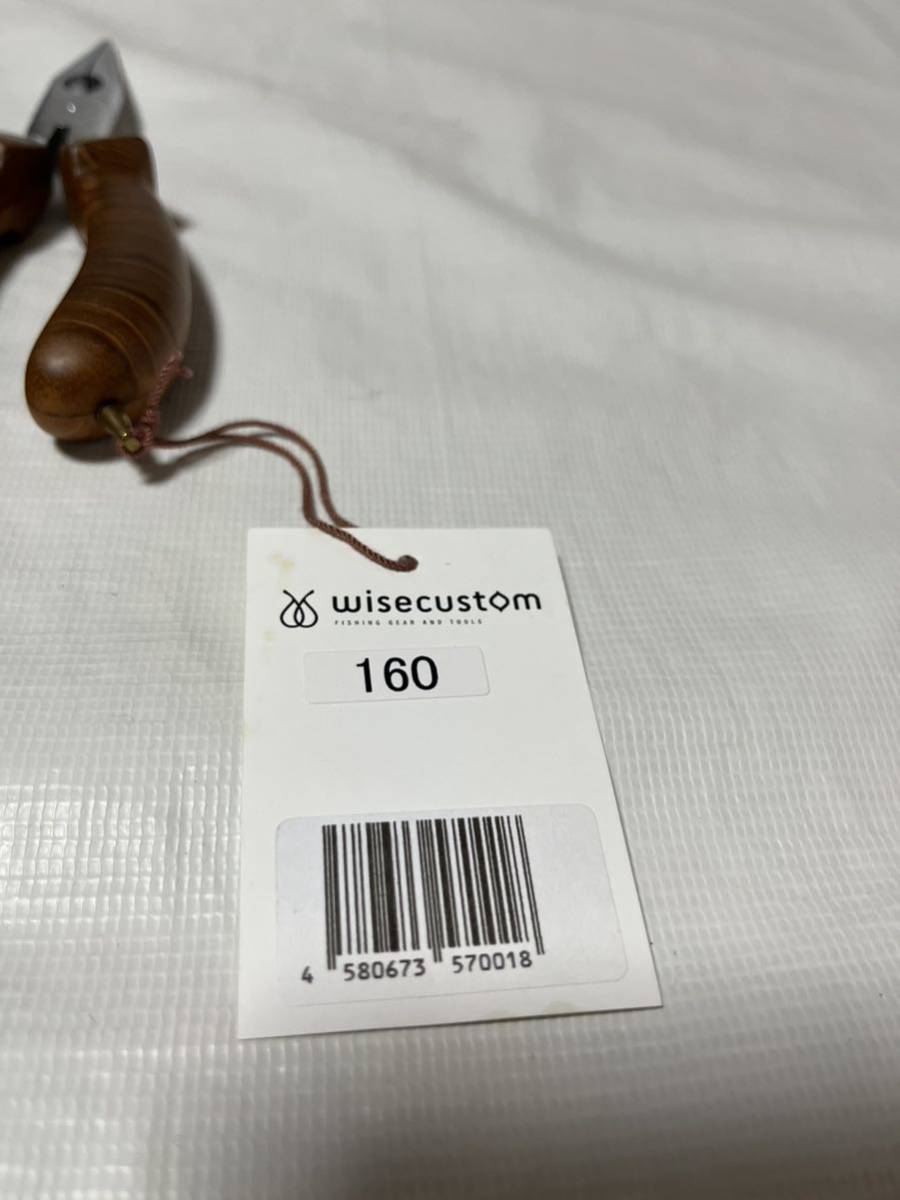 wisecustom
FISHING GEAR AND TOOLS
160
4 580673 570018